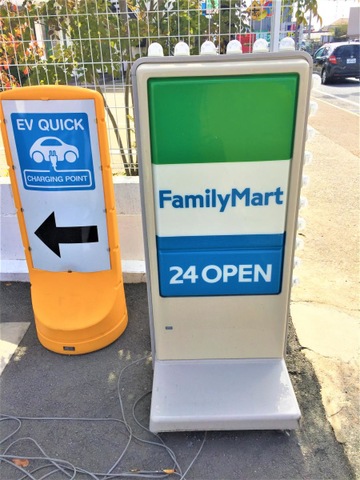 EV QUICK
CHARGING POINT
FamilyMart
24 OPEN